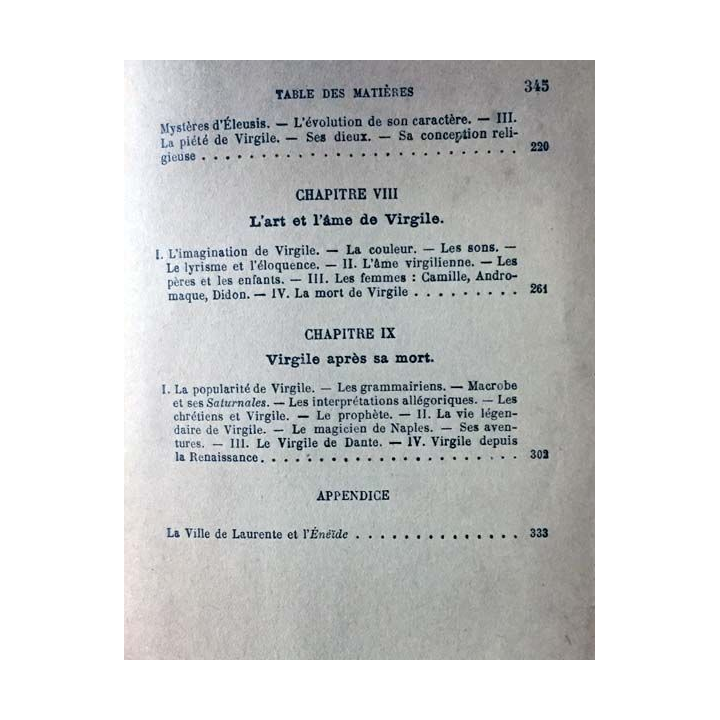 TABLE DES MATIÈRES 345
Mystères d'Éleusis. — L'évolution de son caractère. — III.
La piété de Virgile. — Ses dieux. — Sa conception reli-
gieuse . . . . . . . . . . . . . . . . . . . . . . . . . . 220
CHAPITRE VIII
L'art et l'âme de Virgile.
I. L'imagination de Virgile. — La couleur. — Les sons. —
Le lyrisme et l'éloquence. — II. L'âme virgilienne. — Les
pères et les enfants. — III. Les femmes : Camille, Andro-
maque, Didon. — IV. La mort de Virgile . . . . . . . . . 261
CHAPITRE IX
Virgile après sa mort.
I. La popularité de Virgile. — Les grammairiens. — Macrobe
et ses Saturnales. — Les interprétations allégoriques. — Les
chrétiens et Virgile. — Le prophète. — II. La vie légen-
daire de Virgile. — Le magicien de Naples. — Ses aven-
tures. — III. Le Virgile de Dante. — IV. Virgile depuis
la Renaissance. . . . . . . . . . . . . . . . . . . . . . 302
APPENDICE
La Ville de Laurente et l'Énéïde . . . . . . . . . . . . . . 333